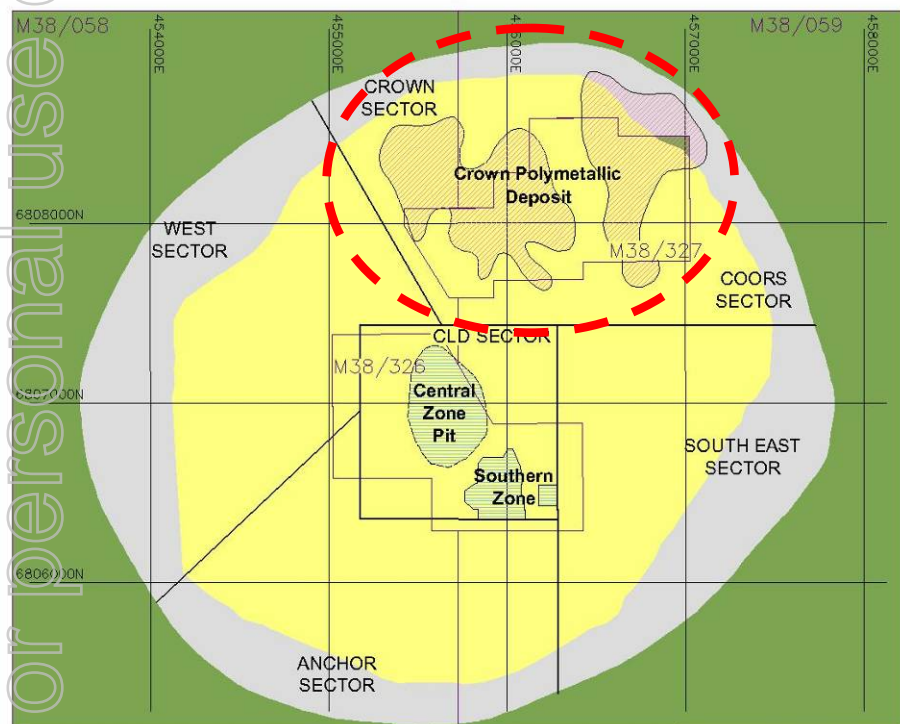 M38/058
M38/059
454000E
455000E
456000E
457000E
458000E
CROWN
SECTOR
Crown Polymetallic
Deposit
6808000N
WEST
SECTOR
M38/327
COORS
SECTOR
CLD SECTOR
M38/326
6807000N
Central
Zone
Pit
SOUTH EAST
SECTOR
Southern
Zone
6806000N
ANCHOR
SECTOR
or personal use